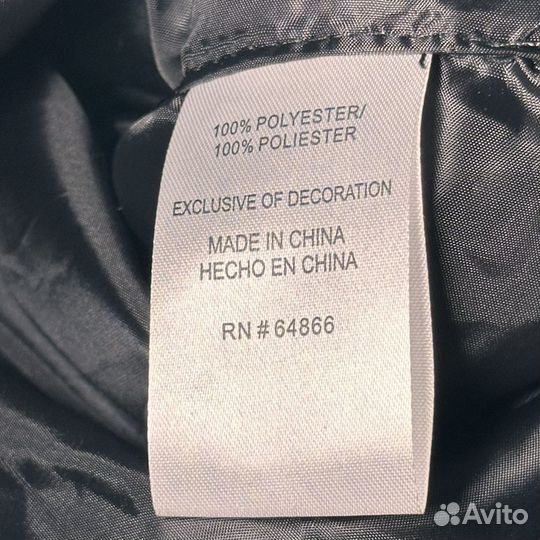 100% POLYESTER/
100% POLIESTER
EXCLUSIVE OF DECORATION
MADE IN CHINA
HECHO EN CHINA
RN # 64866
Avito